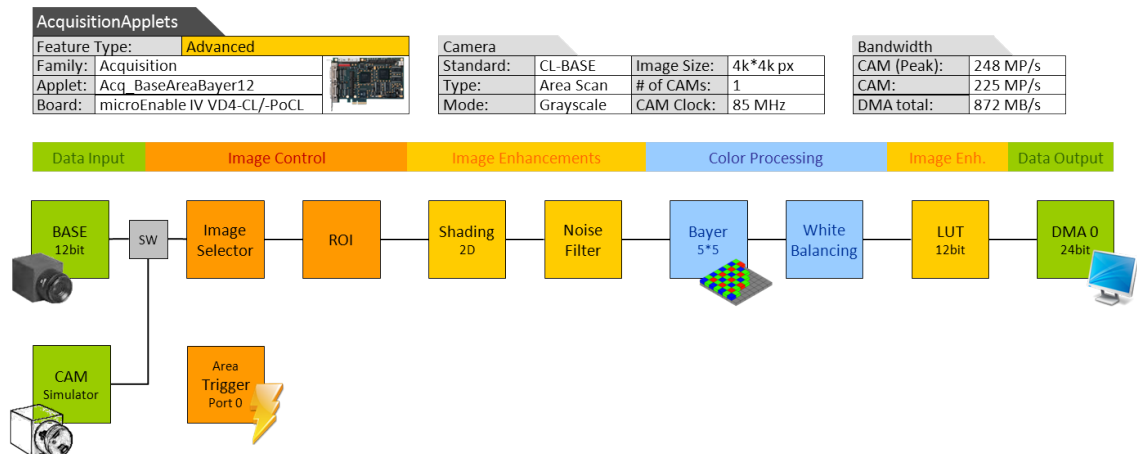 AcquisitionApplets
Feature Type: Advanced
Family: Acquisition
Applet: Acq_BaseAreaBayer12
Board: microEnable IV VD4-CL/-PoCL
Camera
Standard: CL-BASE Image Size: 4k*4k px
Type: Area Scan # of CAMs: 1
Mode: Grayscale CAM Clock: 85 MHz
Bandwidth
CAM (Peak): 248 MP/s
CAM: 225 MP/s
DMA total: 872 MB/s
Data Input Image Control Image Enhancements Color Processing Image Enh. Data Output
BASE
12bit
SW
Image
Selector
ROI
Shading
2D
Noise
Filter
Bayer
5*5
White
Balancing
LUT
12bit
DMA 0
24bit
CAM
Simulator
Area
Trigger
Port 0